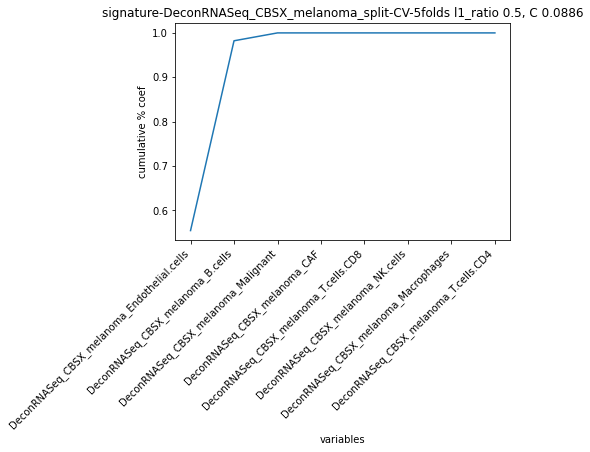 signature-DeconRNASeq_CBSX_melanoma_split-CV-5folds l1_ratio 0.5, C 0.0886
cumulative % coef
1.0
0.9
0.8
0.7
0.6
DeconRNASeq_CBSX_melanoma_Endothelial.cells
DeconRNASeq_CBSX_melanoma_B.cells
DeconRNASeq_CBSX_melanoma_Malignant
DeconRNASeq_CBSX_melanoma_CAF
DeconRNASeq_CBSX_melanoma_T.cells.CD8
DeconRNASeq_CBSX_melanoma_NK.cells
DeconRNASeq_CBSX_melanoma_Macrophages
DeconRNASeq_CBSX_melanoma_T.cells.CD4
variables